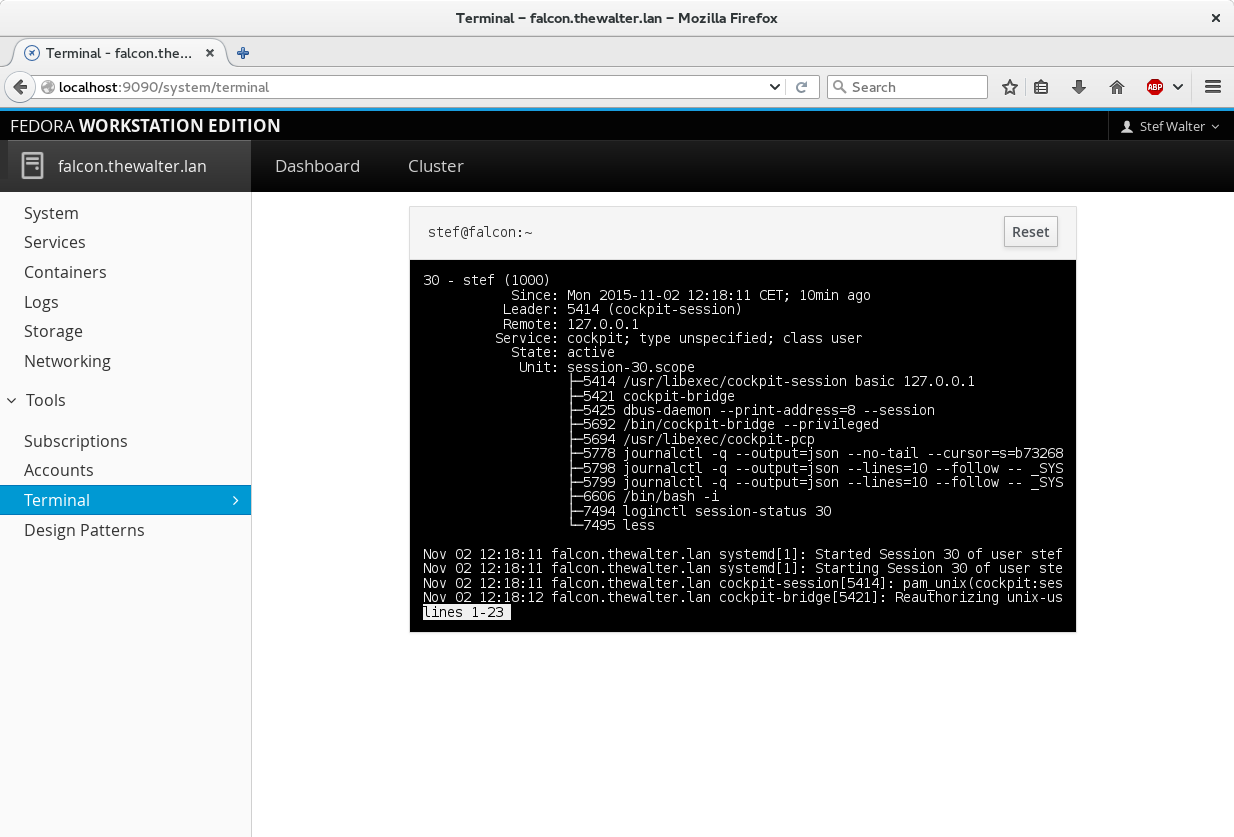 Terminal – falcon.thewalter.lan – Mozilla Firefox
Terminal - falcon.the...
localhost:9090/system/terminal
Search
ABP
FEDORA WORKSTATION EDITION
Stef Walter
falcon.thewalter.lan
Dashboard
Cluster
System
Services
Containers
Logs
Storage
Networking
Tools
Subscriptions
Accounts
Terminal
Design Patterns
stef@falcon:~
Reset
30 - stef (1000)
Since: Mon 2015-11-02 12:18:11 CET; 10min ago
Leader: 5414 (cockpit-session)
Remote: 127.0.0.1
Service: cockpit; type unspecified; class user
State: active
Unit: session-30.scope
├─5414 /usr/libexec/cockpit-session basic 127.0.0.1
├─5421 cockpit-bridge
├─5425 dbus-daemon --print-address=8 --session
├─5692 /bin/cockpit-bridge --privileged
├─5694 /usr/libexec/cockpit-pcp
├─5778 journalctl -q --output=json --no-tail --cursor=s=b73268
├─5798 journalctl -q --output=json --lines=10 --follow -- _SYS
├─5799 journalctl -q --output=json --lines=10 --follow -- _SYS
├─6606 /bin/bash -i
├─7494 loginctl session-status 30
└─7495 less
Nov 02 12:18:11 falcon.thewalter.lan systemd[1]: Started Session 30 of user stef
Nov 02 12:18:11 falcon.thewalter.lan systemd[1]: Starting Session 30 of user ste
Nov 02 12:18:11 falcon.thewalter.lan cockpit-session[5414]: pam_unix(cockpit:ses
Nov 02 12:18:12 falcon.thewalter.lan cockpit-bridge[5421]: Reauthorizing unix-us
lines 1-23